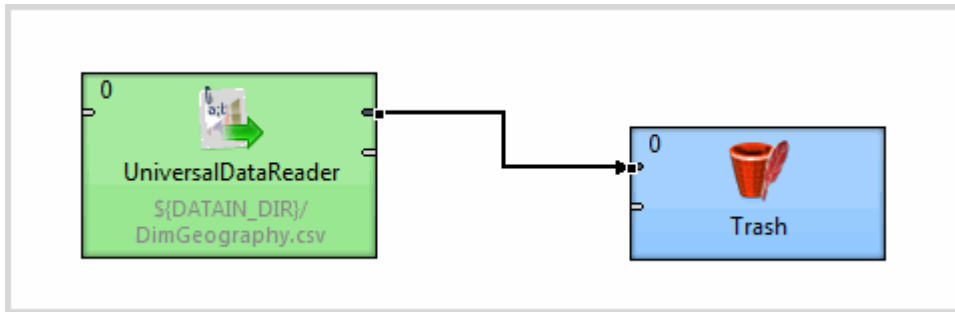 0
a;b
UniversalDataReader
${DATAIN_DIR}/
DimGeography.csv
0
Trash